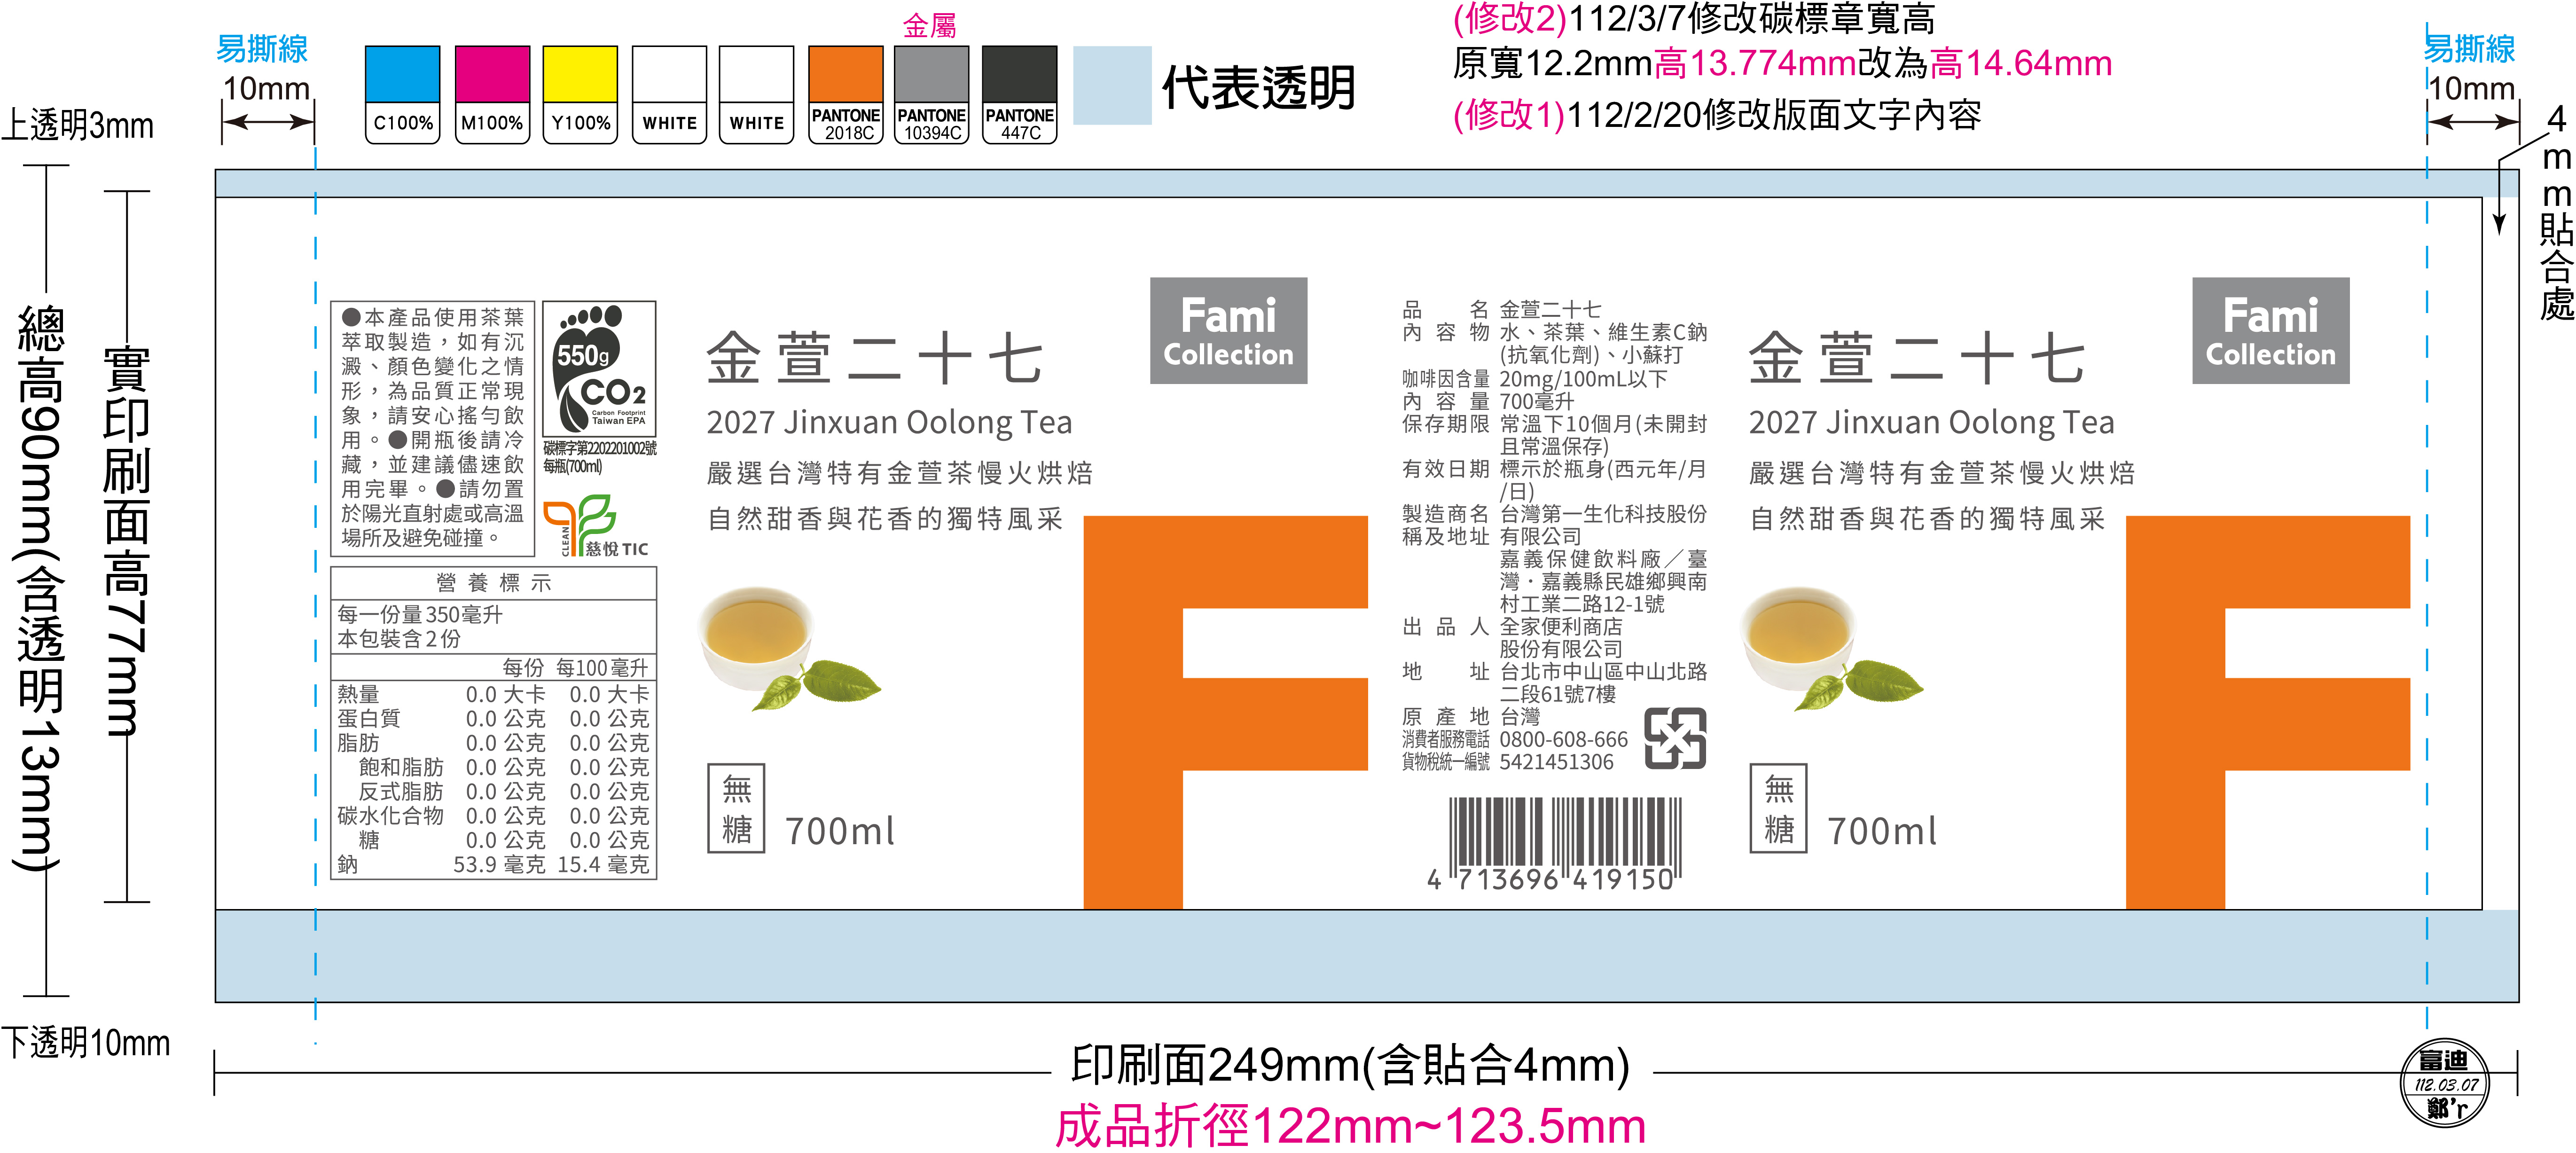 金屬
(修改2)112/3/7修改碳標章寬高
原寬12.2mm高13.774mm改為高14.64mm
(修改1)112/2/20修改版面文字內容
易撕線
10mm
C100%
M100%
Y100%
WHITE
WHITE
PANTONE
2018C
PANTONE
10394C
PANTONE
447C
代表透明
易撕線
10mm
4mm貼合處
上透明3mm
總高90mm(含透明13mm)
實印刷面高77mm
下透明10mm
●本產品使用茶葉
萃取製造，如有沉
澱、顏色變化之情
形，為品質正常現
象，請安心搖勻飲
用。●開瓶後請冷
藏，並建議儘速飲
用完畢。●請勿置
於陽光直射處或高溫
場所及避免碰撞。
550g
CO2
Carbon Footprint
Taiwan EPA
碳標字第2202201002號
每瓶(700ml)
CLEAN
慈悅 TIC
營養標示
每一份量 350毫升
本包裝含 2 份
每份 每100 毫升
熱量 0.0 大卡 0.0 大卡
蛋白質 0.0 公克 0.0 公克
脂肪 0.0 公克 0.0 公克
飽和脂肪 0.0 公克 0.0 公克
反式脂肪 0.0 公克 0.0 公克
碳水化合物 0.0 公克 0.0 公克
糖 0.0 公克 0.0 公克
鈉 53.9 毫克 15.4 毫克
金萱二十七
2027 Jinxuan Oolong Tea
嚴選台灣特有金萱茶慢火烘焙
自然甜香與花香的獨特風采
無糖
700ml
Fami
Collection
F
品名 金萱二十七
內容物 水、茶葉、維生素C鈉
(抗氧化劑)、小蘇打
咖啡因含量 20mg/100mL以下
內容量 700毫升
保存期限 常溫下10個月(未開封
且常溫保存)
有效日期 標示於瓶身(西元年/月
/日)
製造商名 台灣第一生化科技股份
稱及地址 有限公司
嘉義保健飲料廠／臺
灣・嘉義縣民雄鄉興南
村工業二路12-1號
出品人 全家便利商店
股份有限公司
地址 台北市中山區中山北路
二段61號7樓
原產地 台灣
消費者服務電話 0800-608-666
貨物稅統一編號 5421451306
4 713696 419150
金萱二十七
2027 Jinxuan Oolong Tea
嚴選台灣特有金萱茶慢火烘焙
自然甜香與花香的獨特風采
無糖
700ml
Fami
Collection
F
印刷面249mm(含貼合4mm)
成品折徑122mm~123.5mm
富迪
112.03.07
鄭'r